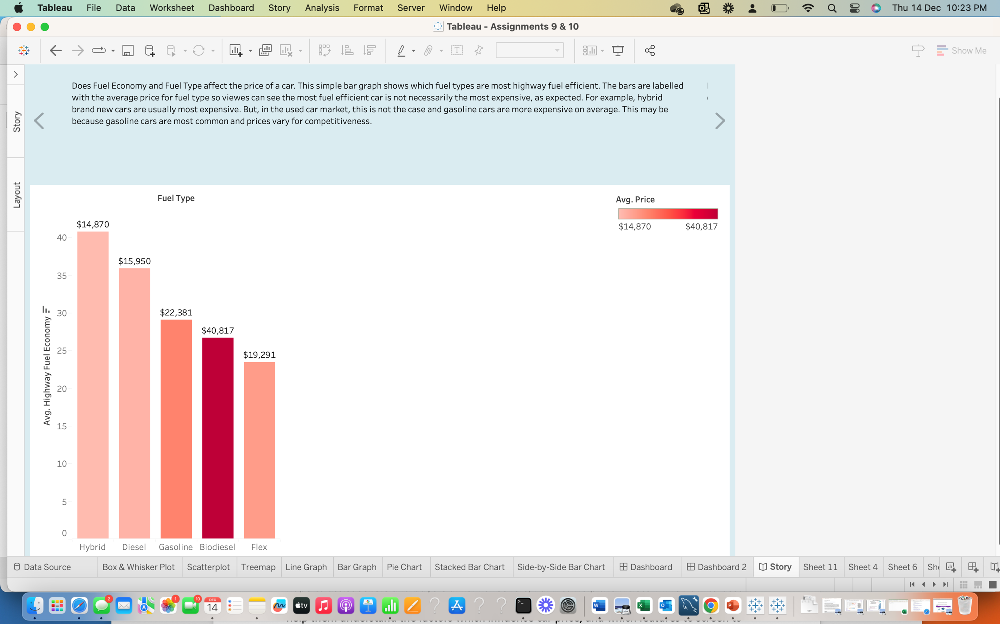 Tableau File Data Worksheet Dashboard Story Analysis Format Server Window Help Thu 14 Dec 10:23 PM
Tableau - Assignments 9 & 10
Show Me
Story
Layout
Does Fuel Economy and Fuel Type affect the price of a car. This simple bar graph shows which fuel types are most highway fuel efficient. The bars are labelled
with the average price for fuel type so viewes can see the most fuel efficient car is not necessarily the most expensive, as expected. For example, hybrid
brand new cars are usually most expensive. But, in the used car market, this is not the case and gasoline cars are more expensive on average. This may be
because gasoline cars are most common and prices vary for competitiveness.
Fuel Type
Avg. Price
$14,870 $40,817
$14,870
$15,950
$22,381
$40,817
$19,291
Avg. Highway Fuel Economy
40
35
30
25
20
15
10
5
0
Hybrid Diesel Gasoline Biodiesel Flex
Data Source Box & Whisker Plot Scatterplot Treemap Line Graph Bar Graph Pie Chart Stacked Bar Chart Side-by-Side Bar Chart Dashboard Dashboard 2 Story Sheet 11 Sheet 4 Sheet 6
2
1
10
DEC
14
tv